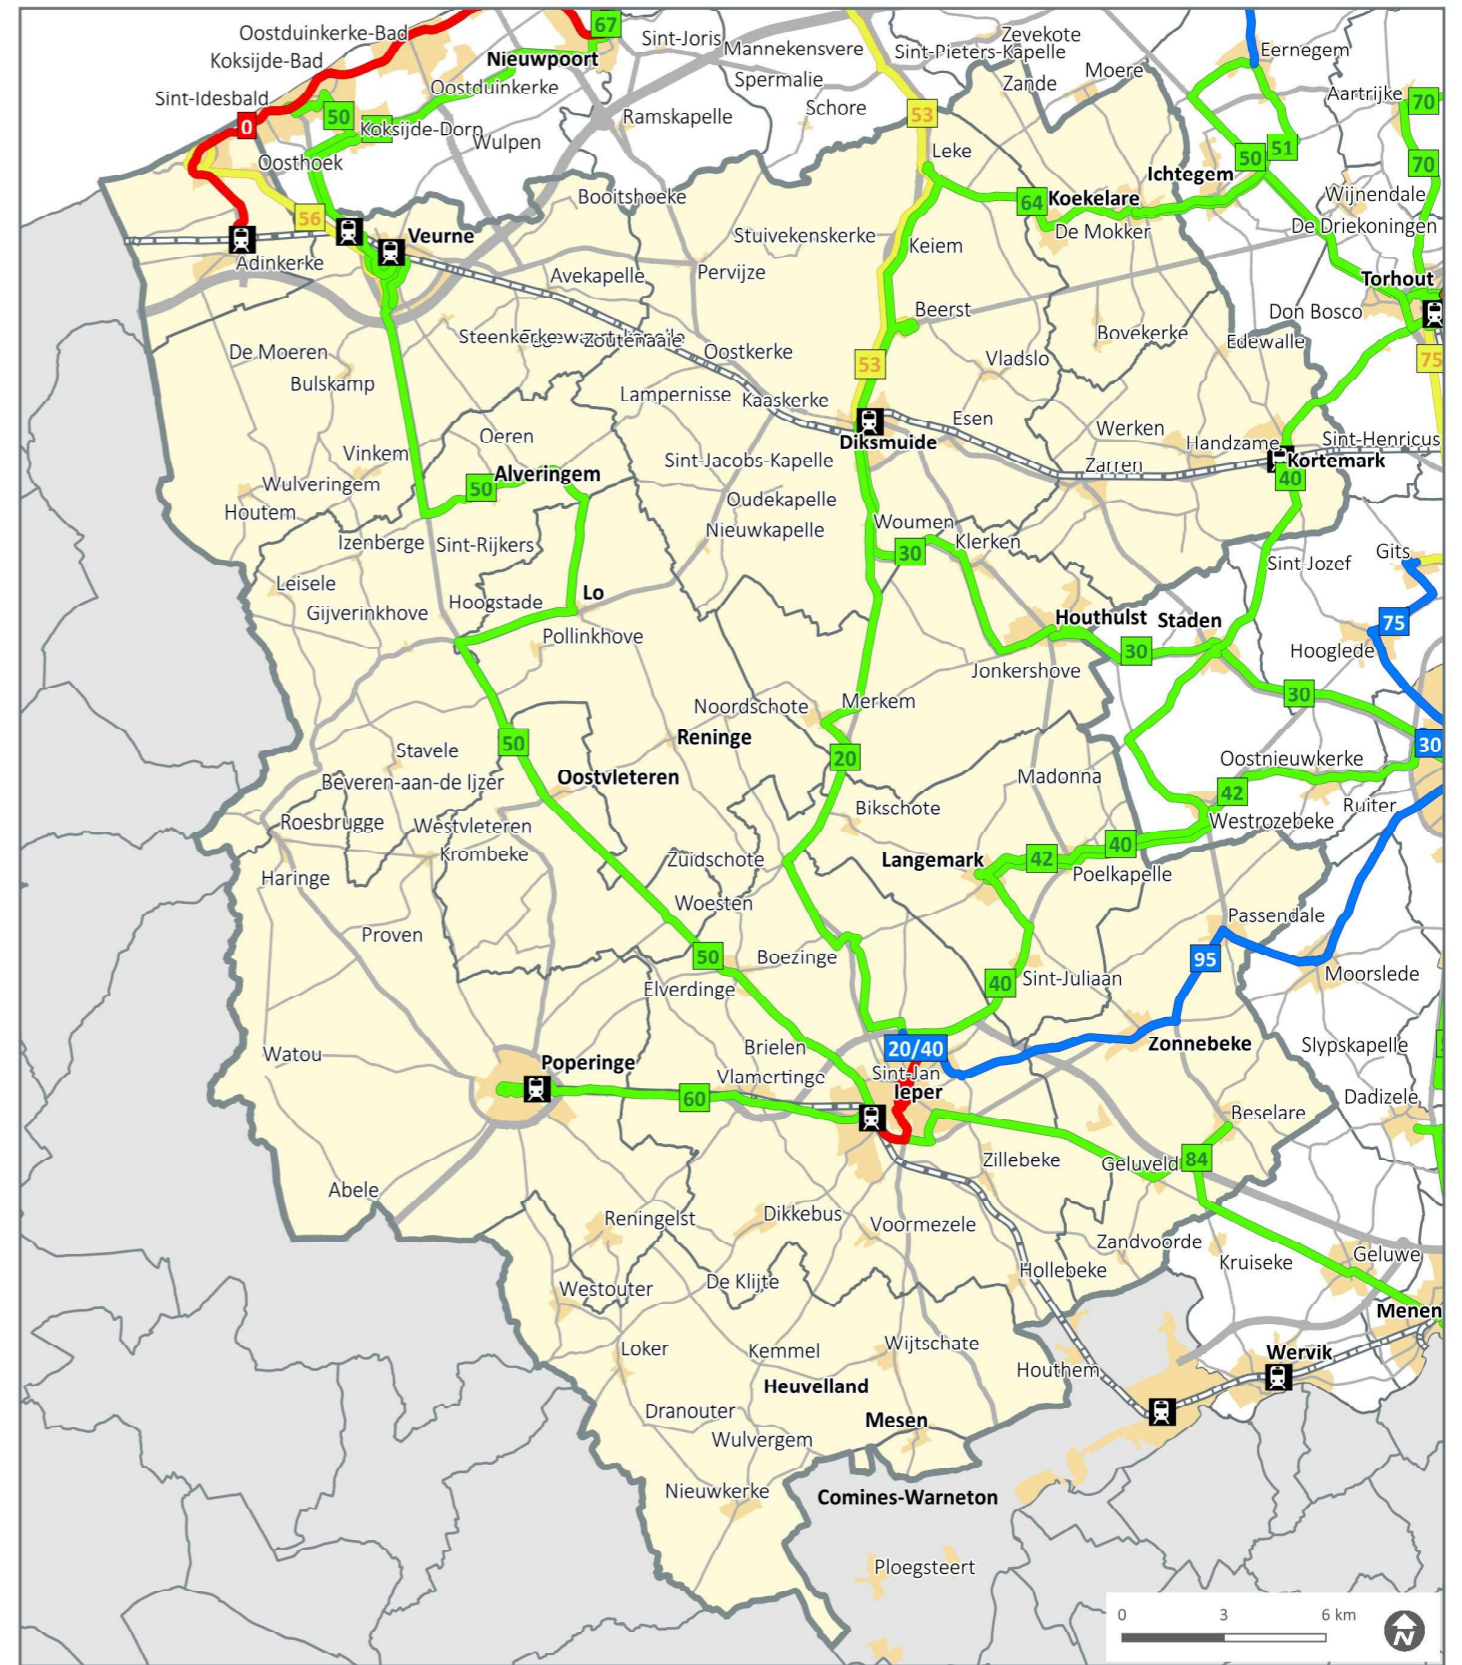 Oostduinkerke-Bad
67
Zevekote
Sint-Joris
Mannekensvere
Sint-Pieters-Kapelle
Eernegem
Koksijde-Bad
Nieuwpoort
Moere
Spermalie
Zande
Oostduinkerke
Aartrijke
70
Sint-Idesbald
50
Schore
53
0
Koksijde-Dorp
Ramskapelle
Wulpen
Leke
50
51
Oosthoek
70
Ichtegem
Booitshoeke
64
Koekelare
Wijnendale
56
De Mokker
De Driekoningen
Veurne
Stuivekenskerke
Keiem
Adinkerke
Avekapelle
Pervijze
Torhout
Beerst
Don Bosco
Steenkerke
Zoutenaaie
Bovekerke
Edewalle
De Moeren
Oostkerke
53
Vladslo
75
Bulskamp
Lampernisse
Kaaskerke
Esen
Werken
Oeren
Diksmuide
Handzame
Sint-Henricus
Vinkem
Sint-Jacobs-Kapelle
Zarren
Kortemark
Alveringem
40
Wulveringem
50
Oudekapelle
Houtem
Nieuwkapelle
Woumen
Izenberge
Sint-Rijkers
30
Klerken
Gits
Sint-Jozef
Leisele
Lo
Hoogstade
Gijverinkhove
Houthulst
Staden
75
Pollinkhove
30
Hooglede
Jonkershove
30
Noordschote
Merkem
Reninge
50
30
Stavele
20
Oostnieuwkerke
Beveren-aan-de Ijzer
Oostvleteren
Madonna
42
Ruiter
Roesbrugge
Westvleteren
Bikschote
Westrozebeke
Krombeke
Zuidschote
Langemark
42
40
Haringe
Poelkapelle
Woesten
Passendale
Proven
50
Boezinge
95
Elverdinge
40
Sint-Juliaan
Moorslede
Watou
Brielen
20/40
Zonnebeke
Slypskapelle
Poperinge
Vlamertinge
Sint-Jan
60
Ieper
Dadizele
Beselare
Zillebeke
Geluveld
84
Abele
Reningelst
Dikkebus
Voormezele
Zandvoorde
Kruiseke
Geluwe
Westouter
De Klijte
Hollebeke
Menen
Loker
Kemmel
Wijtschate
Wervik
Houthem
Heuvelland
Dranouter
Mesen
Wulvergem
Nieuwkerke
Comines-Warneton
Ploegsteert
0 3 6 km
N